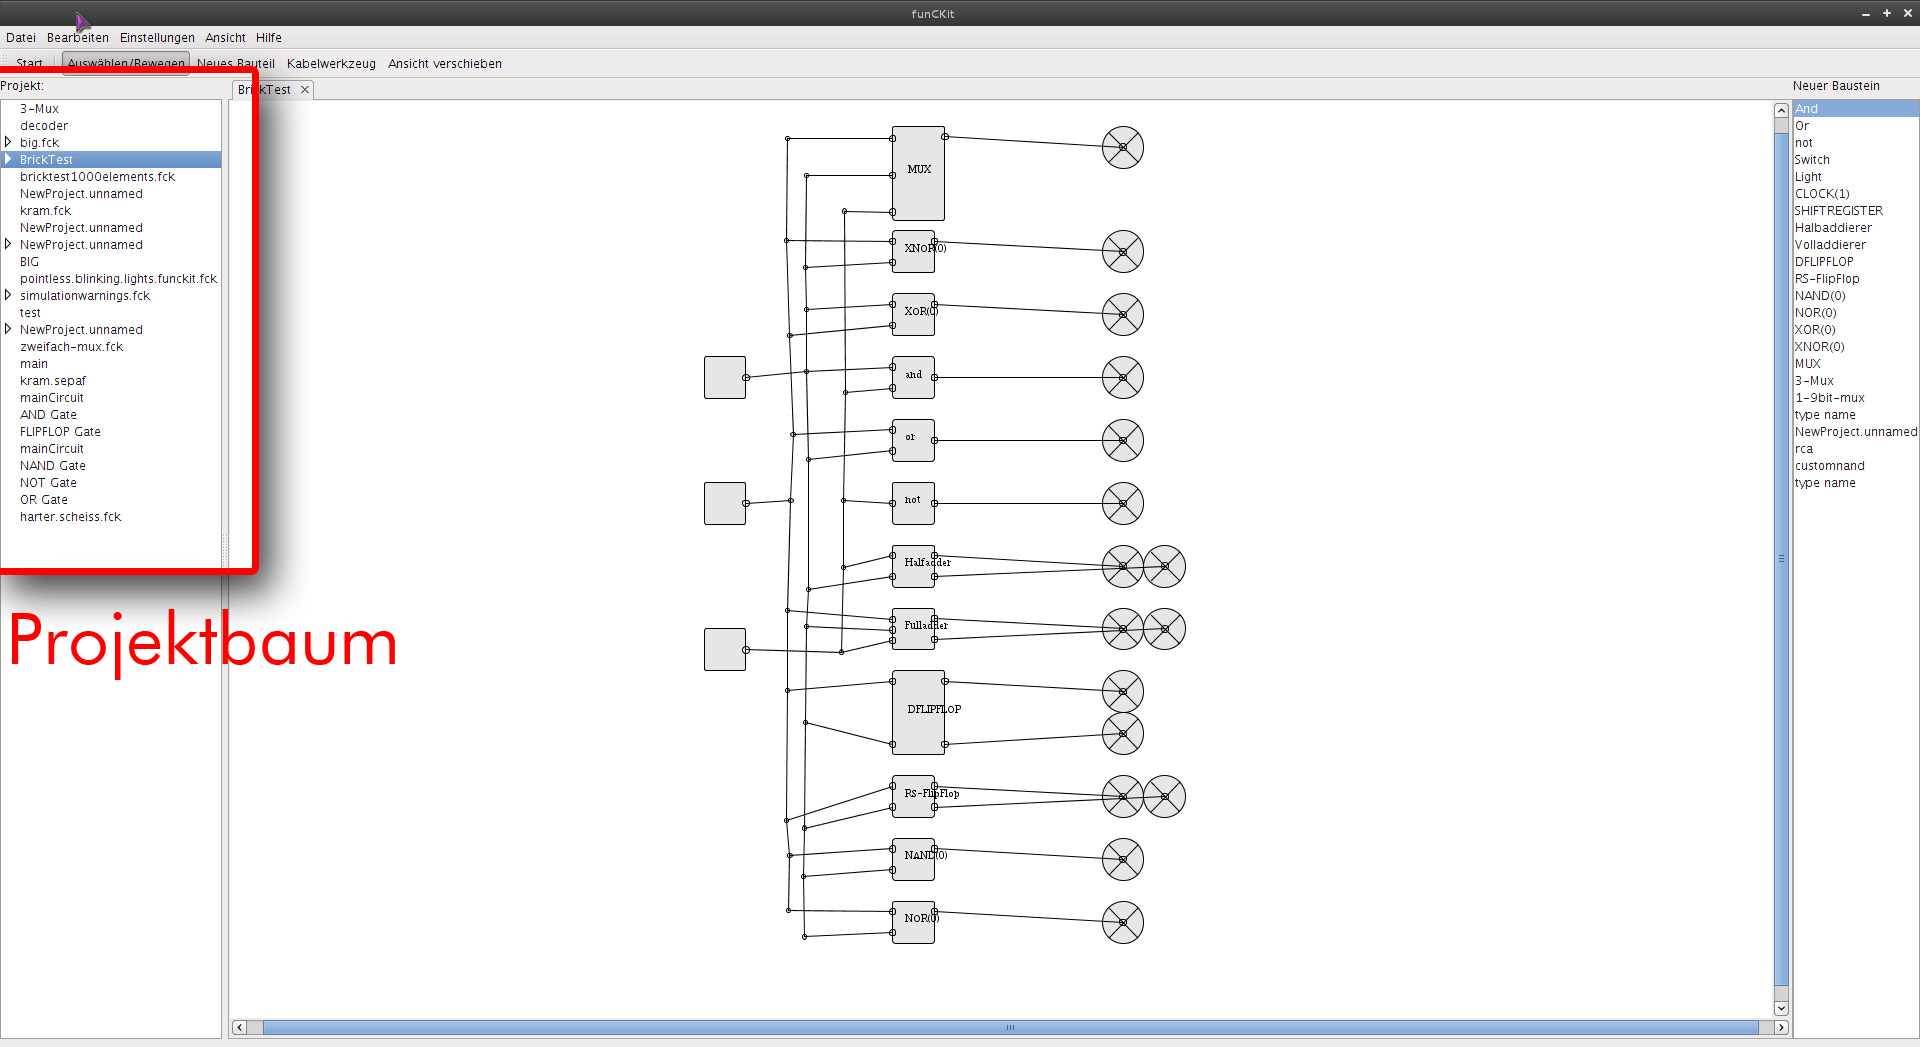 funCKit
Datei Bearbeiten Einstellungen Ansicht Hilfe
Start Auswählen/Bewegen Neues Bauteil Kabelwerkzeug Ansicht verschieben
Projekt:
3-Mux
decoder
big.fck
BrickTest
bricktest1000elements.fck
NewProject.unnamed
kram.fck
NewProject.unnamed
NewProject.unnamed
BIG
pointless.blinking.lights.funckit.fck
simulationwarnings.fck
test
NewProject.unnamed
zweifach-mux.fck
main
kram.sepaf
mainCircuit
AND Gate
FLIPFLOP Gate
mainCircuit
NAND Gate
NOT Gate
OR Gate
harter.scheiss.fck
Projektbaum
BrickTest
MUX
XNOR(0)
XOR(0)
and
or
not
Halfadder
Fulladder
DFLIPFLOP
RS-FlipFlop
NAND(0)
NOR(0)
Neuer Baustein
And
Or
not
Switch
Light
CLOCK(1)
SHIFTREGISTER
Halbaddierer
Volladdierer
DFLIPFLOP
RS-FlipFlop
NAND(0)
NOR(0)
XOR(0)
XNOR(0)
MUX
3-Mux
1-9bit-mux
type name
NewProject.unnamed
rca
customnand
type name